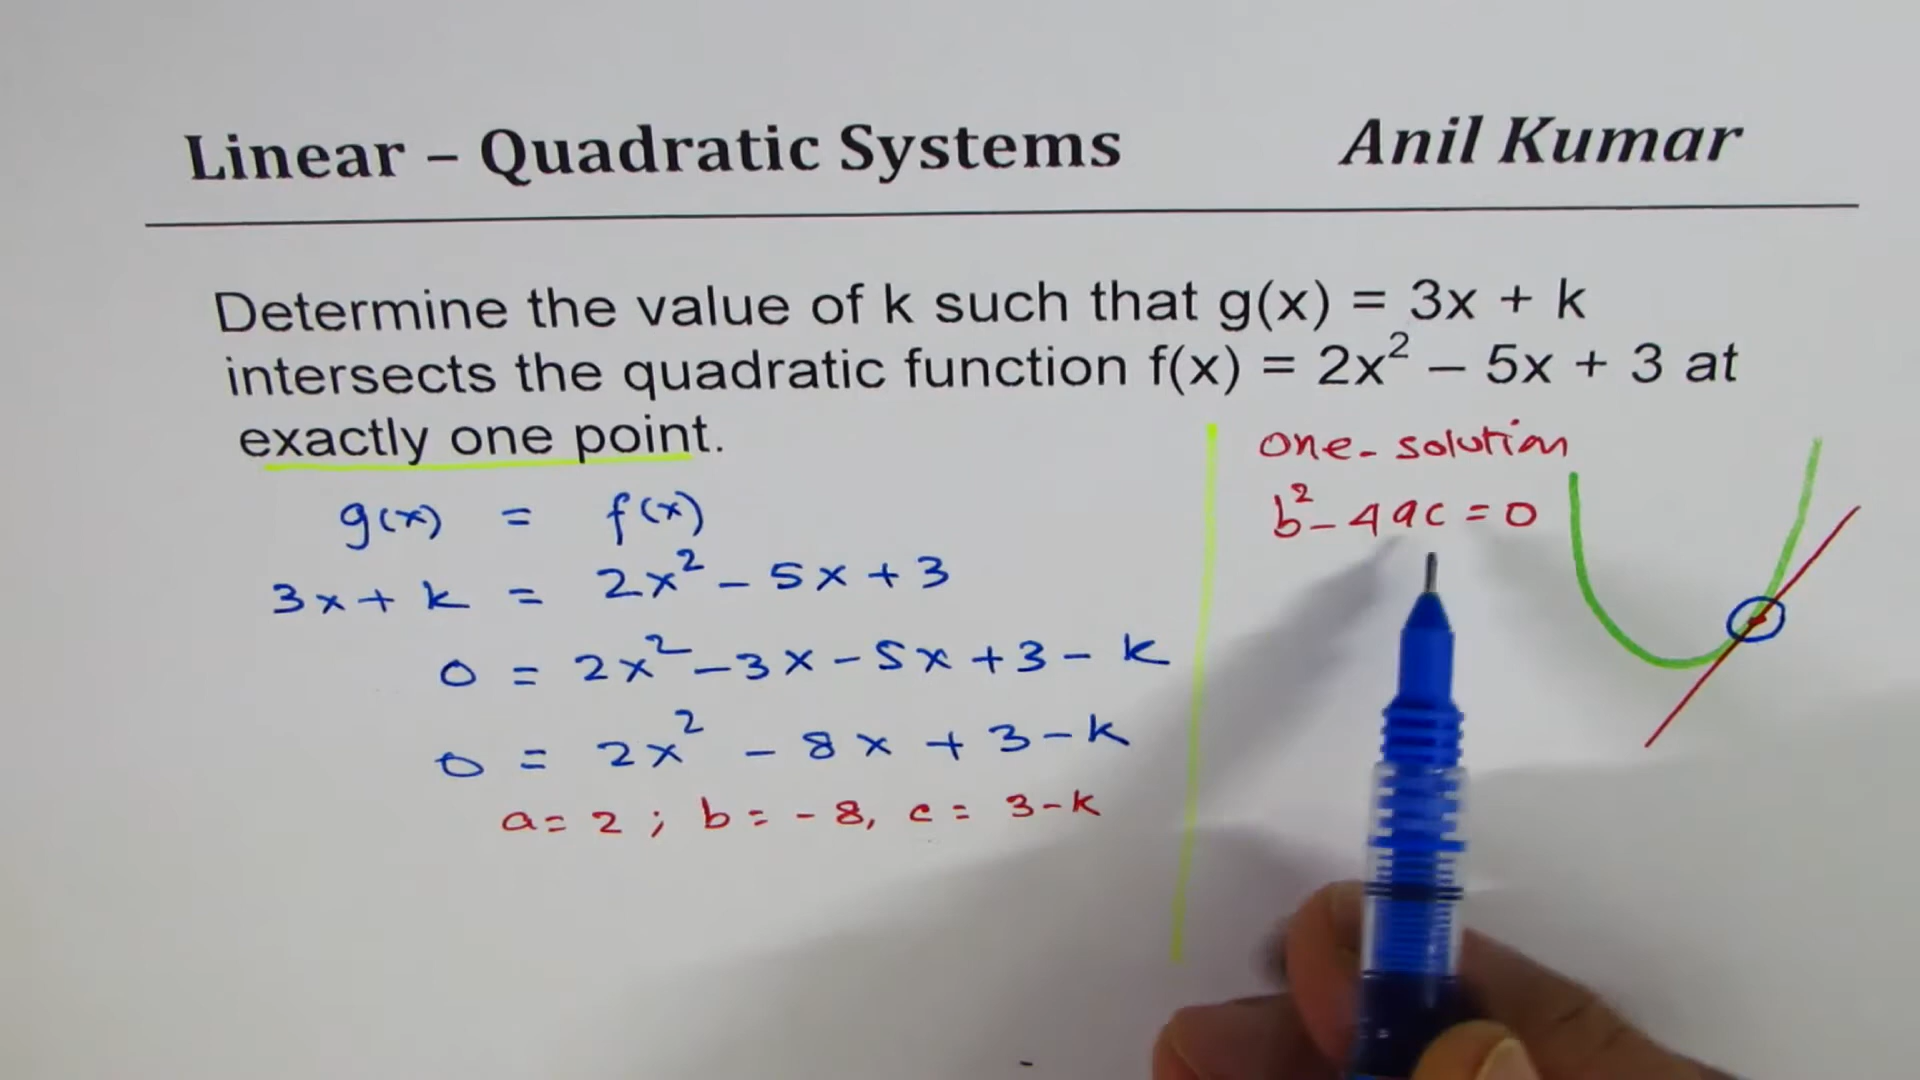 Linear – Quadratic Systems Anil Kumar
Determine the value of k such that g(x) = 3x + k
intersects the quadratic function f(x) = 2x² – 5x + 3 at
exactly one point.
g(x) = f(x)
3x + k = 2x² – 5x + 3
0 = 2x² – 3x – 5x + 3 – k
0 = 2x² – 8x + 3 – k
a = 2 ; b = – 8, c = 3 – k
one - solution
b² – 4ac = 0